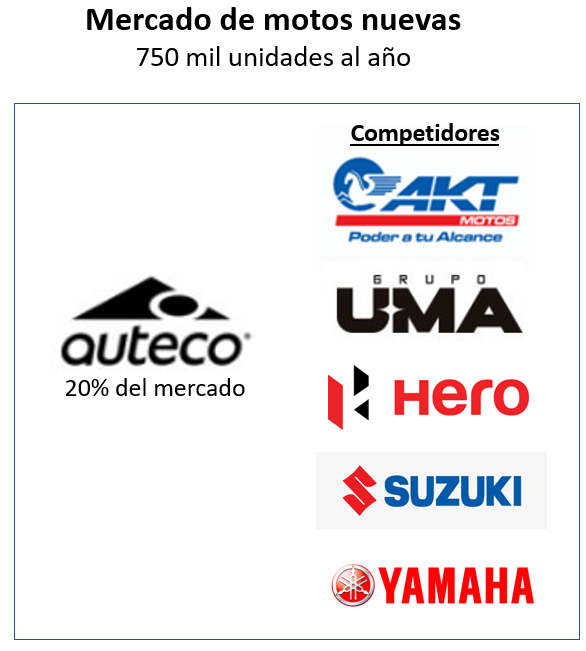 Mercado de motos nuevas
750 mil unidades al año
auteco
20% del mercado
Competidores
AKT
MOTOS
Poder a tu Alcance
GRUPO
UMA
Hero
SUZUKI
YAMAHA